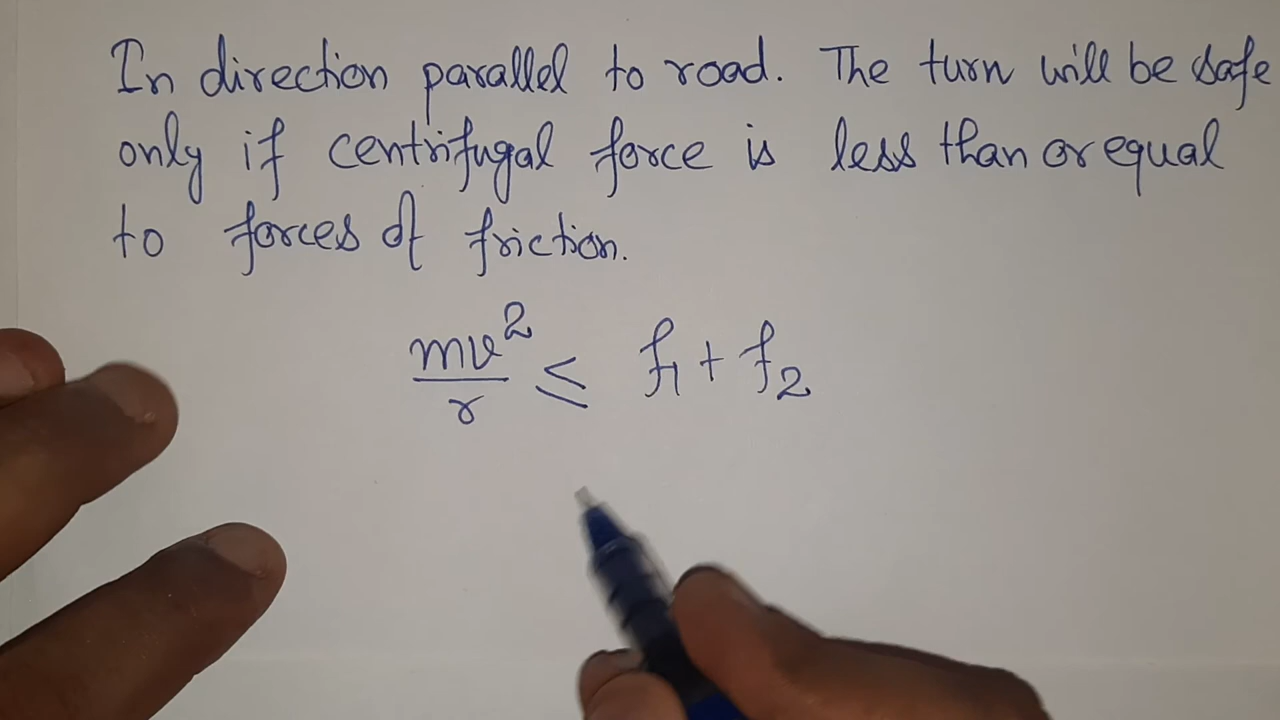 In direction parallel to road. The turn will be safe
only if centrifugal force is less than or equal
to forces of friction.
mv²/r ≤ f₁ + f₂